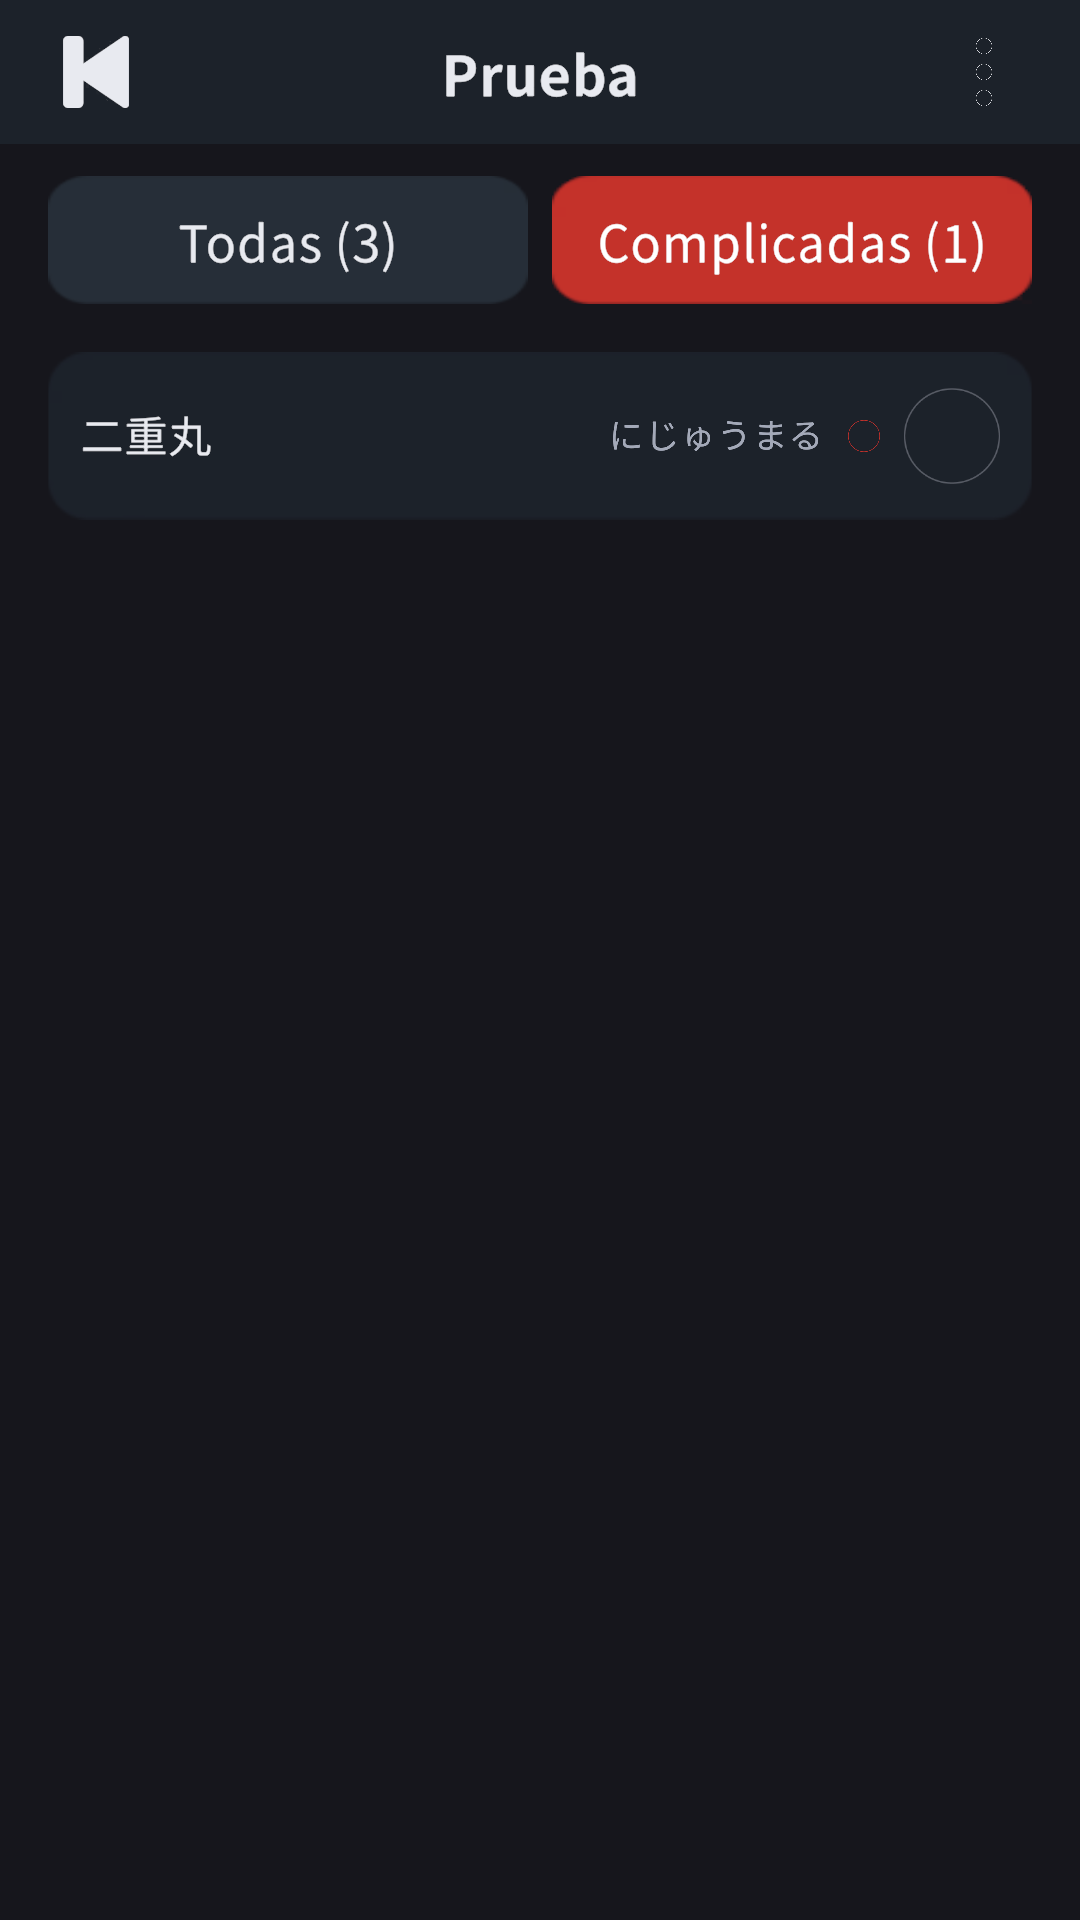 Prueba
Todas (3) Complicadas (1)
二重丸 にじゅうまる